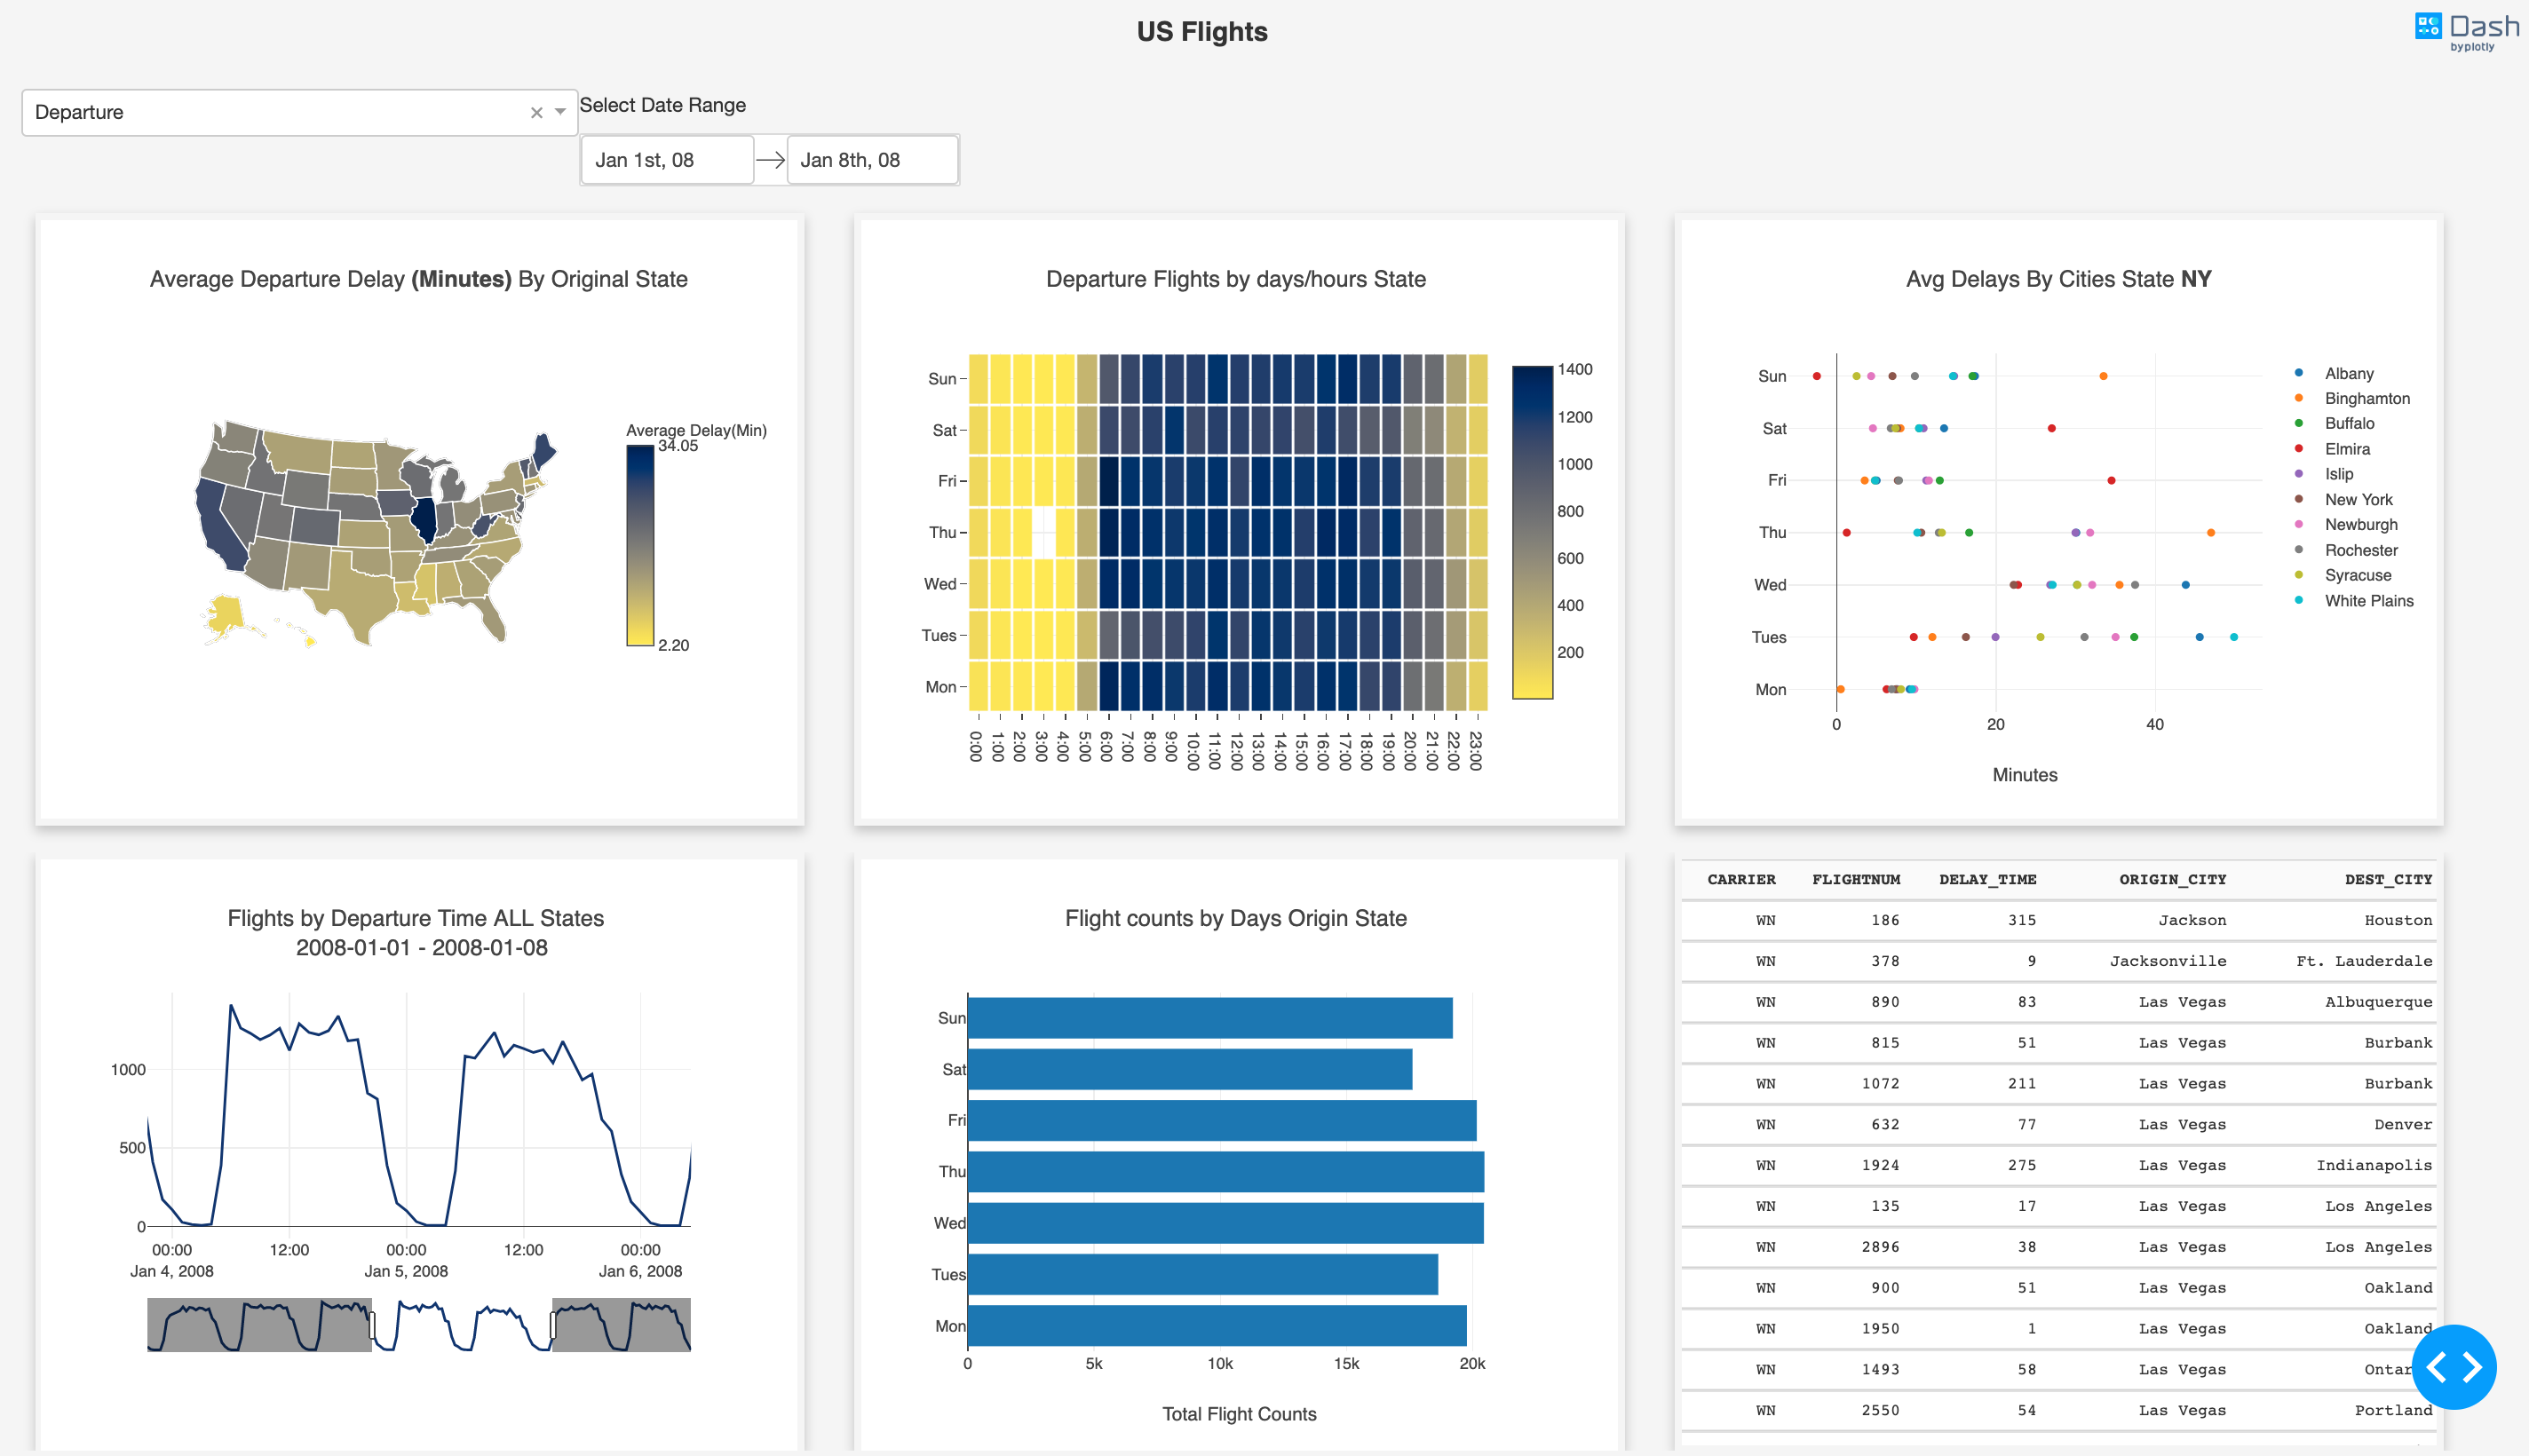 US Flights
Dash
by plotly
Departure
Select Date Range
Jan 1st, 08
Jan 8th, 08
Average Departure Delay (Minutes) By Original State
Average Delay(Min)
34.05
2.20
Departure Flights by days/hours State
Sun
Sat
Fri
Thu
Wed
Tues
Mon
0:00 1:00 2:00 3:00 4:00 5:00 6:00 7:00 8:00 9:00 10:00 11:00 12:00 13:00 14:00 15:00 16:00 17:00 18:00 19:00 20:00 21:00 22:00 23:00
1400
1200
1000
800
600
400
200
Avg Delays By Cities State NY
Sun
Sat
Fri
Thu
Wed
Tues
Mon
0 20 40
Minutes
Albany
Binghamton
Buffalo
Elmira
Islip
New York
Newburgh
Rochester
Syracuse
White Plains
Flights by Departure Time ALL States
2008-01-01 - 2008-01-08
1000
500
0
00:00 12:00 00:00 12:00 00:00
Jan 4, 2008 Jan 5, 2008 Jan 6, 2008
Flight counts by Days Origin State
Sun
Sat
Fri
Thu
Wed
Tues
Mon
0 5k 10k 15k 20k
Total Flight Counts
CARRIER FLIGHTNUM DELAY_TIME ORIGIN_CITY DEST_CITY
WN 186 315 Jackson Houston
WN 378 9 Jacksonville Ft. Lauderdale
WN 890 83 Las Vegas Albuquerque
WN 815 51 Las Vegas Burbank
WN 1072 211 Las Vegas Burbank
WN 632 77 Las Vegas Denver
WN 1924 275 Las Vegas Indianapolis
WN 135 17 Las Vegas Los Angeles
WN 2896 38 Las Vegas Los Angeles
WN 900 51 Las Vegas Oakland
WN 1950 1 Las Vegas Oakland
WN 1493 58 Las Vegas
WN 2550 54 Las Vegas Portland